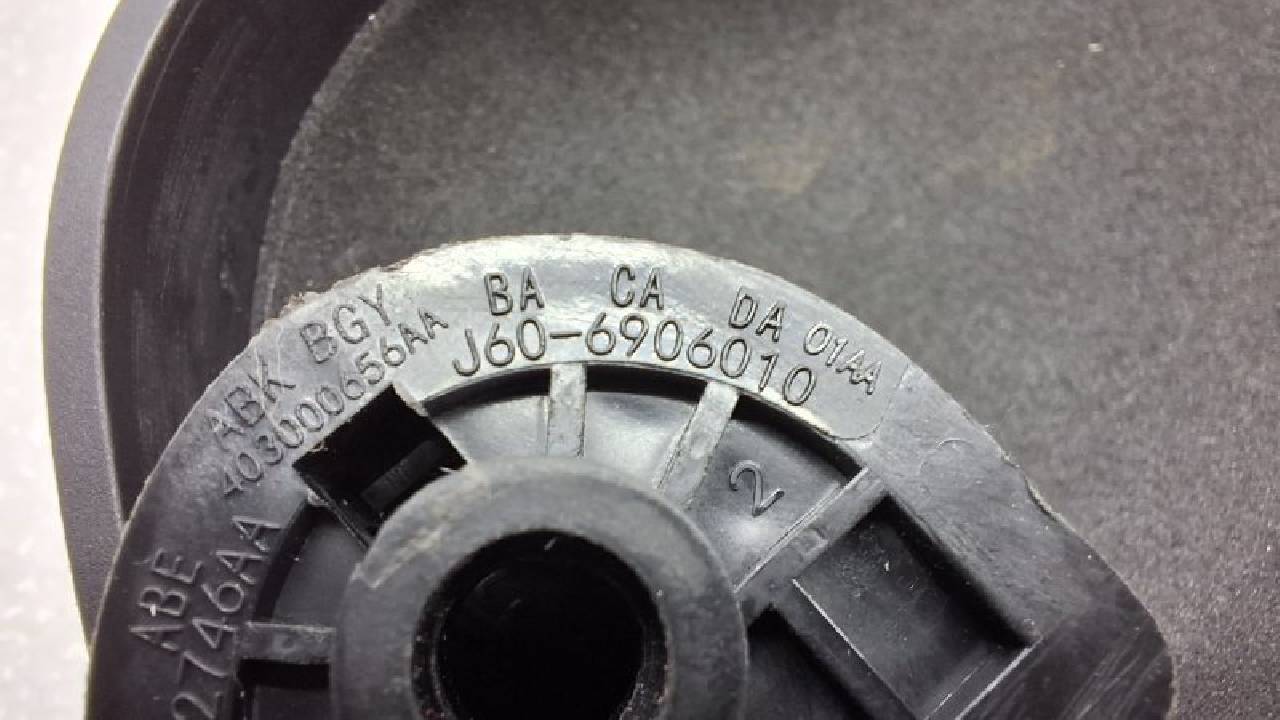 ABE
2746AA
ABK BGY
403000656AA
BA CA DA 01AA
J60-6906010
2